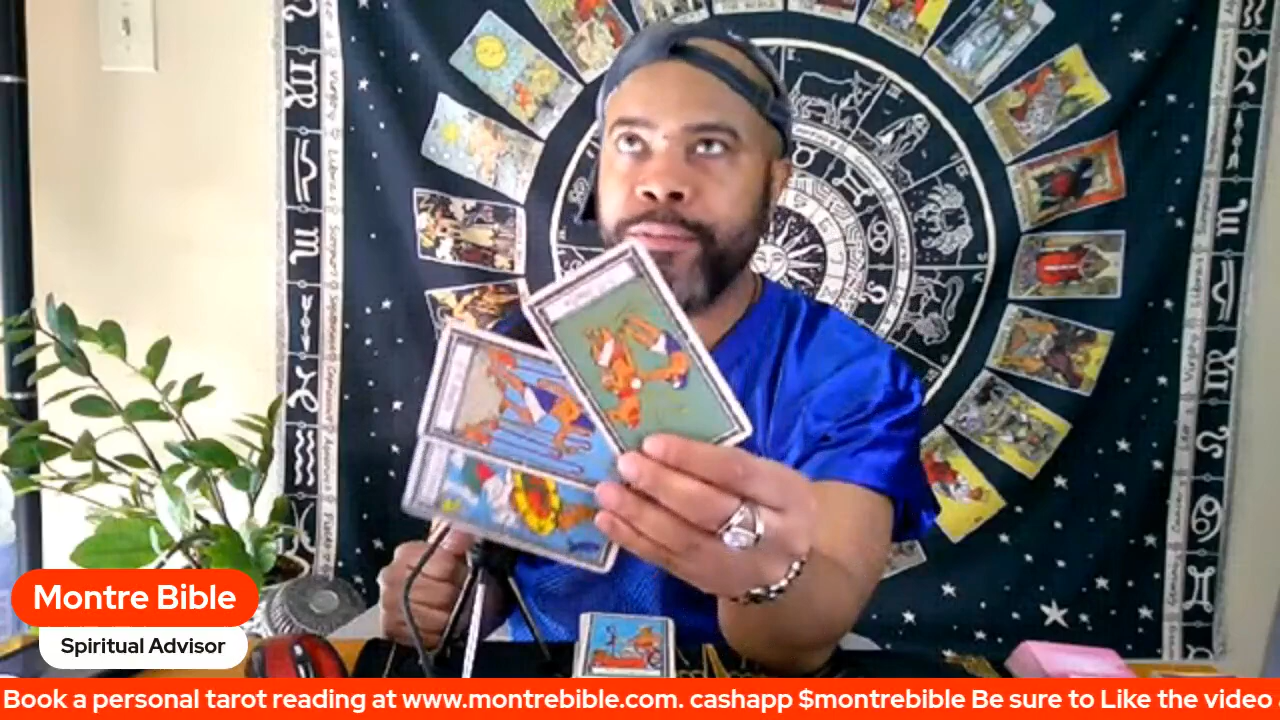 Montre Bible
Spiritual Advisor
Book a personal tarot reading at www.montrebible.com. cashapp $montrebible Be sure to Like the video